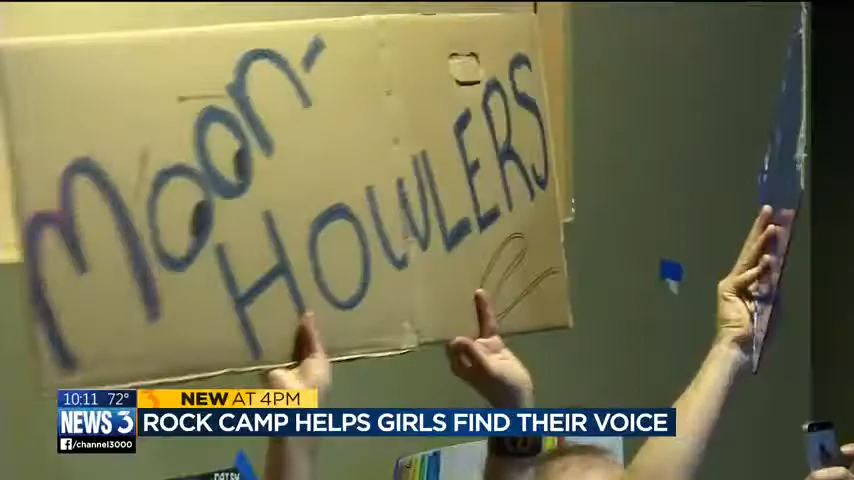 Moon-
HOWLERS
10:11 72°
NEW AT 4PM
NEWS 3
ROCK CAMP HELPS GIRLS FIND THEIR VOICE
/channel3000